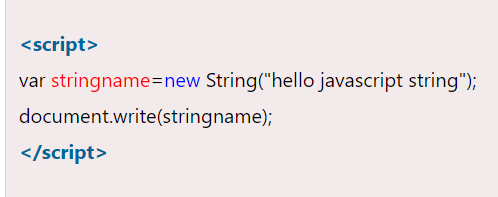 <script>
var stringname=new String("hello javascript string");
document.write(stringname);
</script>